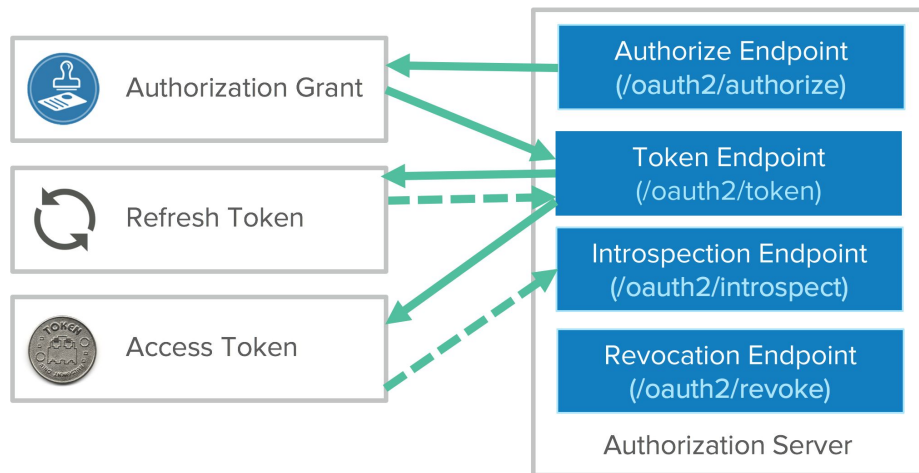 Authorization Grant
Refresh Token
TOKEN
Access Token
Authorize Endpoint
(/oauth2/authorize)
Token Endpoint
(/oauth2/token)
Introspection Endpoint
(/oauth2/introspect)
Revocation Endpoint
(/oauth2/revoke)
Authorization Server